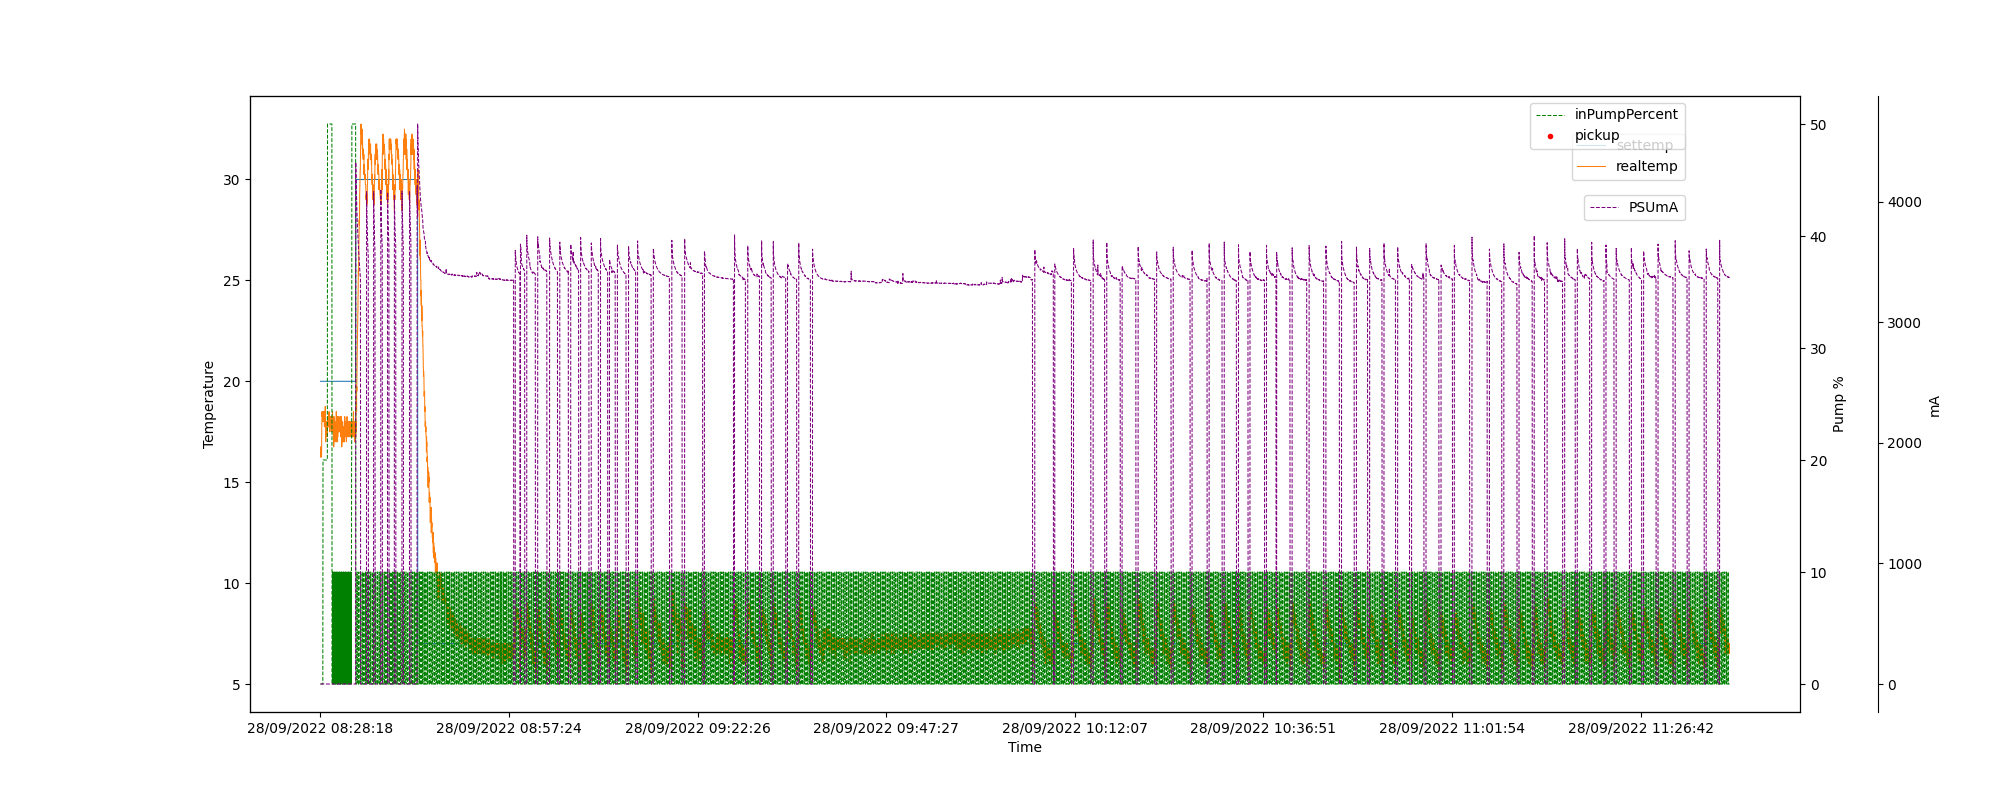 inPumpPercent
pickup
settemp
realtemp
PSUmA
Temperature
30
25
20
15
10
5
50
40
30
20
10
0
Pump %
4000
3000
2000
1000
0
mA
28/09/2022 08:28:18
28/09/2022 08:57:24
28/09/2022 09:22:26
28/09/2022 09:47:27
28/09/2022 10:12:07
28/09/2022 10:36:51
28/09/2022 11:01:54
28/09/2022 11:26:42
Time